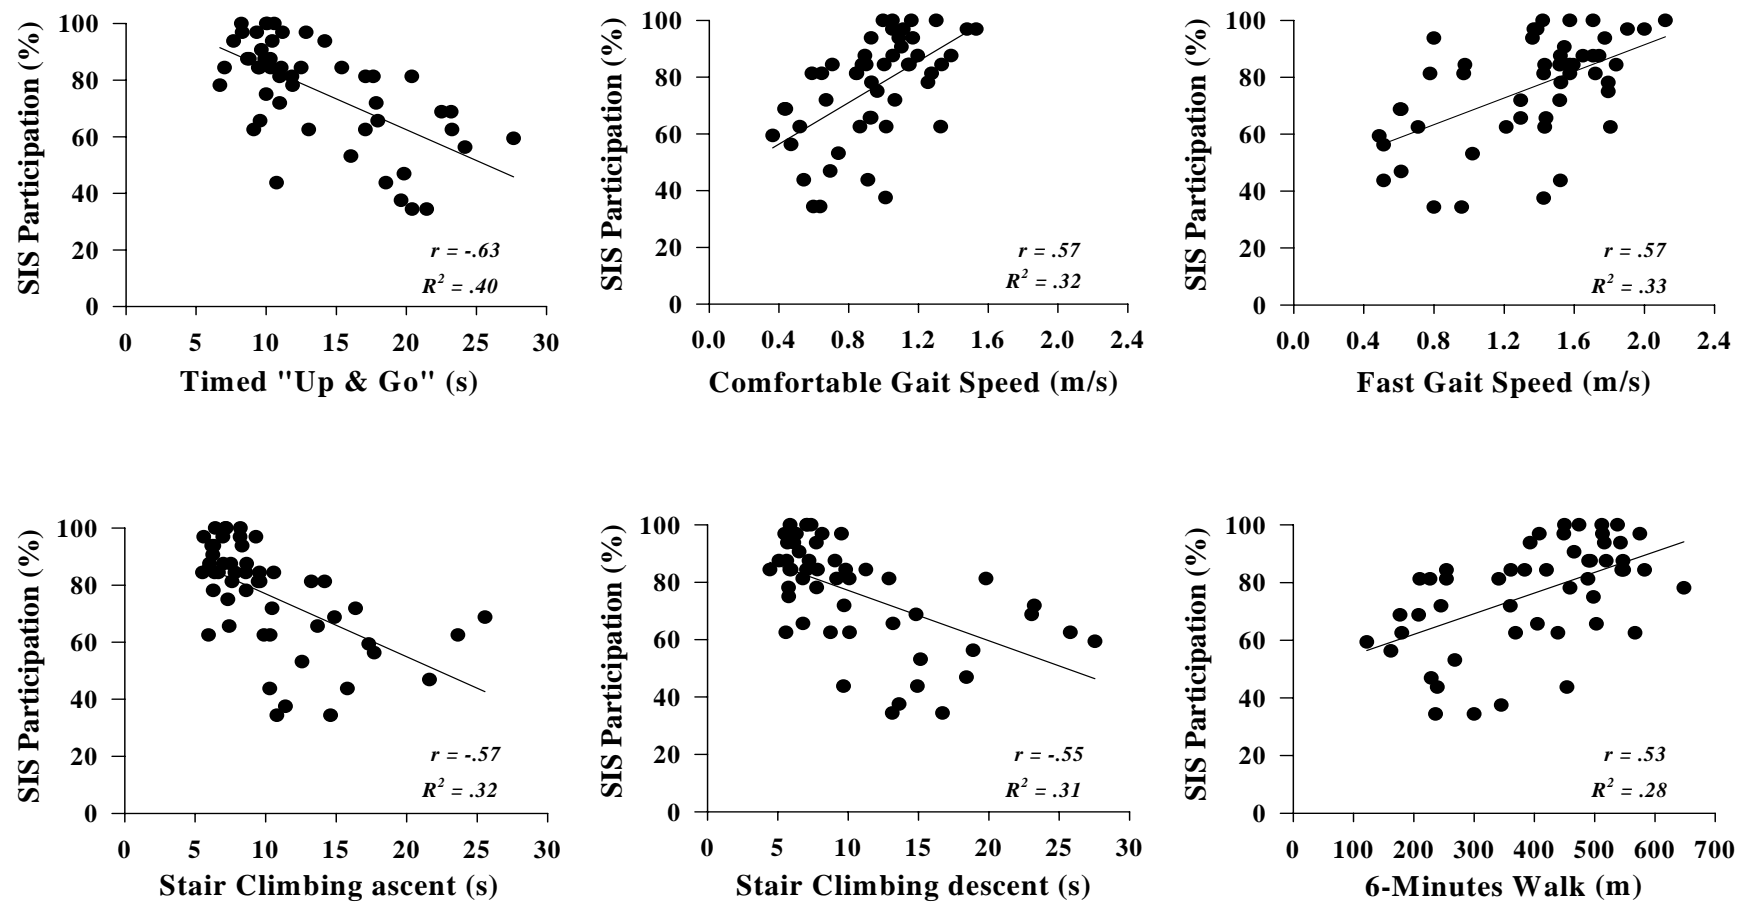 SIS Participation (%)
100
80
60
40
20
0
r = -.63
R² = .40
0 5 10 15 20 25 30
Timed "Up & Go" (s)
SIS Participation (%)
100
80
60
40
20
0
r = .57
R² = .32
0.0 0.4 0.8 1.2 1.6 2.0 2.4
Comfortable Gait Speed (m/s)
SIS Participation (%)
100
80
60
40
20
0
r = .57
R² = .33
0.0 0.4 0.8 1.2 1.6 2.0 2.4
Fast Gait Speed (m/s)
SIS Participation (%)
100
80
60
40
20
0
r = -.57
R² = .32
0 5 10 15 20 25 30
Stair Climbing ascent (s)
SIS Participation (%)
100
80
60
40
20
0
r = -.55
R² = .31
0 5 10 15 20 25 30
Stair Climbing descent (s)
SIS Participation (%)
100
80
60
40
20
0
r = .53
R² = .28
0 100 200 300 400 500 600 700
6-Minutes Walk (m)